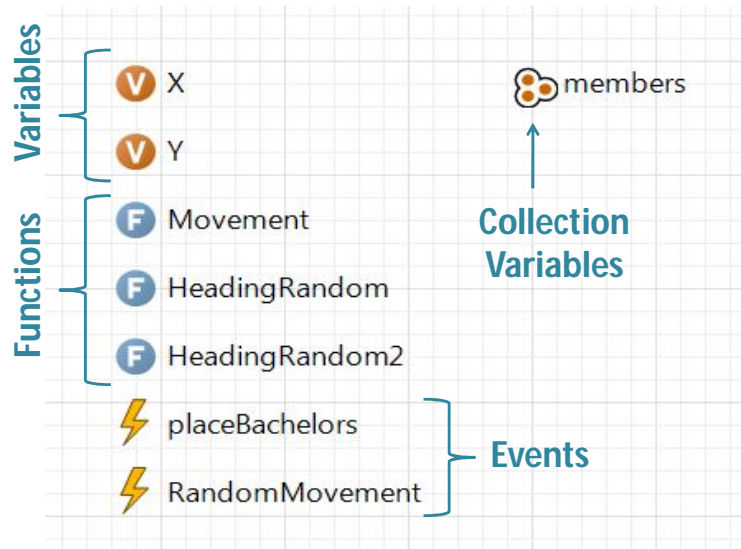 Variables
V X
members
V Y
Functions
F Movement
Collection
Variables
F HeadingRandom
F HeadingRandom2
placeBachelors
Events
RandomMovement